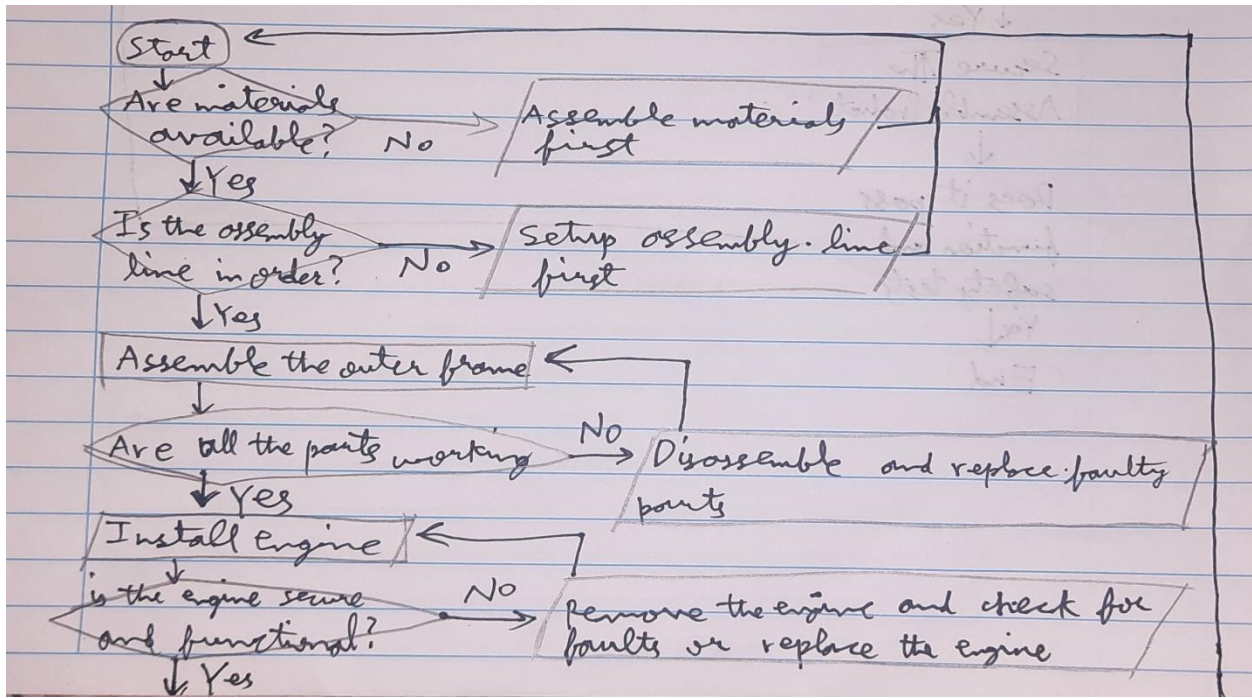 Start
Are materials
available?
No
Assemble materials
first
Yes
Is the assembly
line in order?
No
Setup assembly line
first
Yes
Assemble the outer frame
Are all the parts working
No
Disassemble and replace faulty
parts
Yes
Install engine
is the engine secure
and functional?
No
Remove the engine and check for
faults or replace the engine
Yes